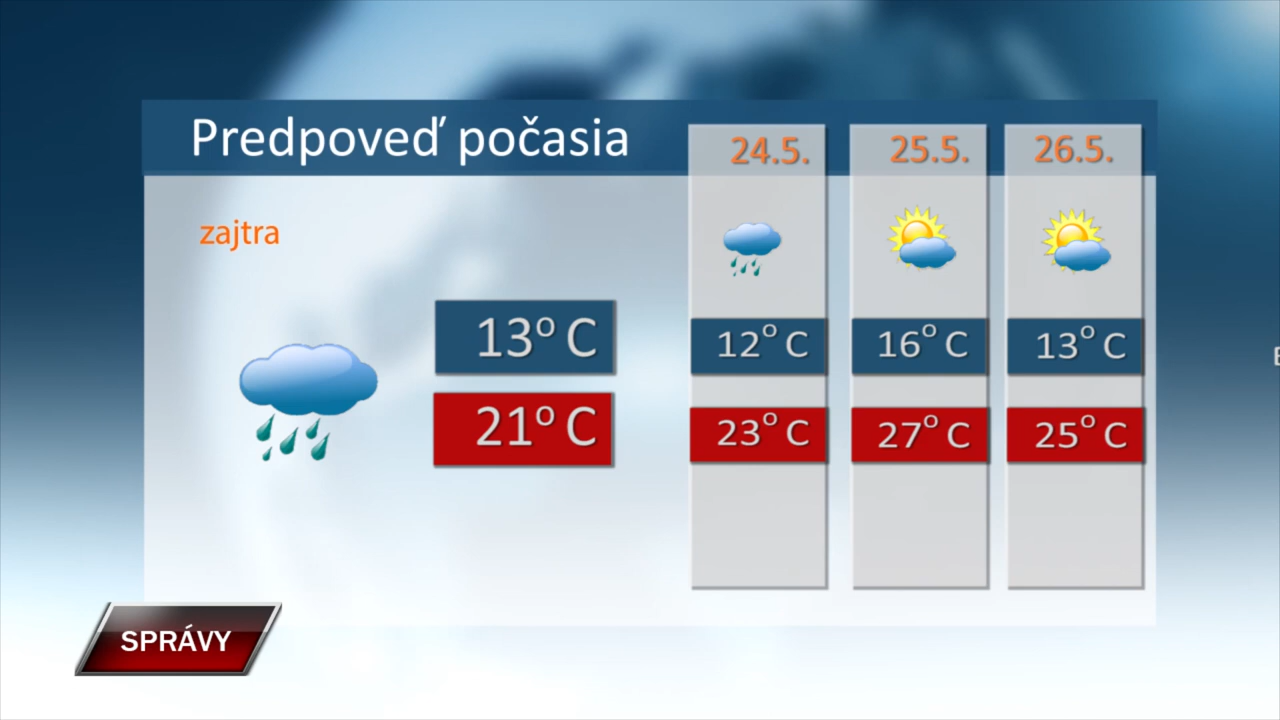 Predpoveď počasia
zajtra
13° C
21° C
24.5.
12° C
23° C
25.5.
16° C
27° C
26.5.
13° C
25° C
SPRÁVY